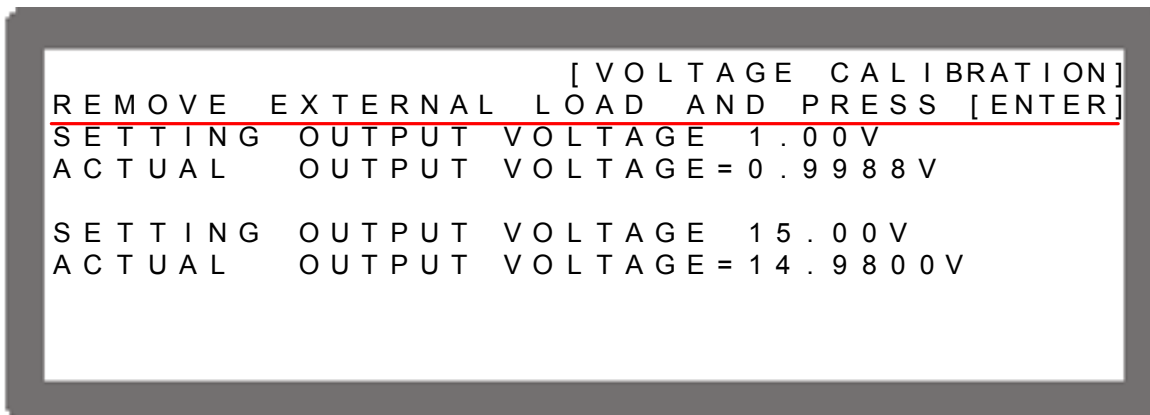 [VOLTAGE CALIBRATION]
REMOVE EXTERNAL LOAD AND PRESS [ENTER]
SETTING OUTPUT VOLTAGE 1.00V
ACTUAL OUTPUT VOLTAGE=0.9988V
SETTING OUTPUT VOLTAGE 15.00V
ACTUAL OUTPUT VOLTAGE=14.9800V